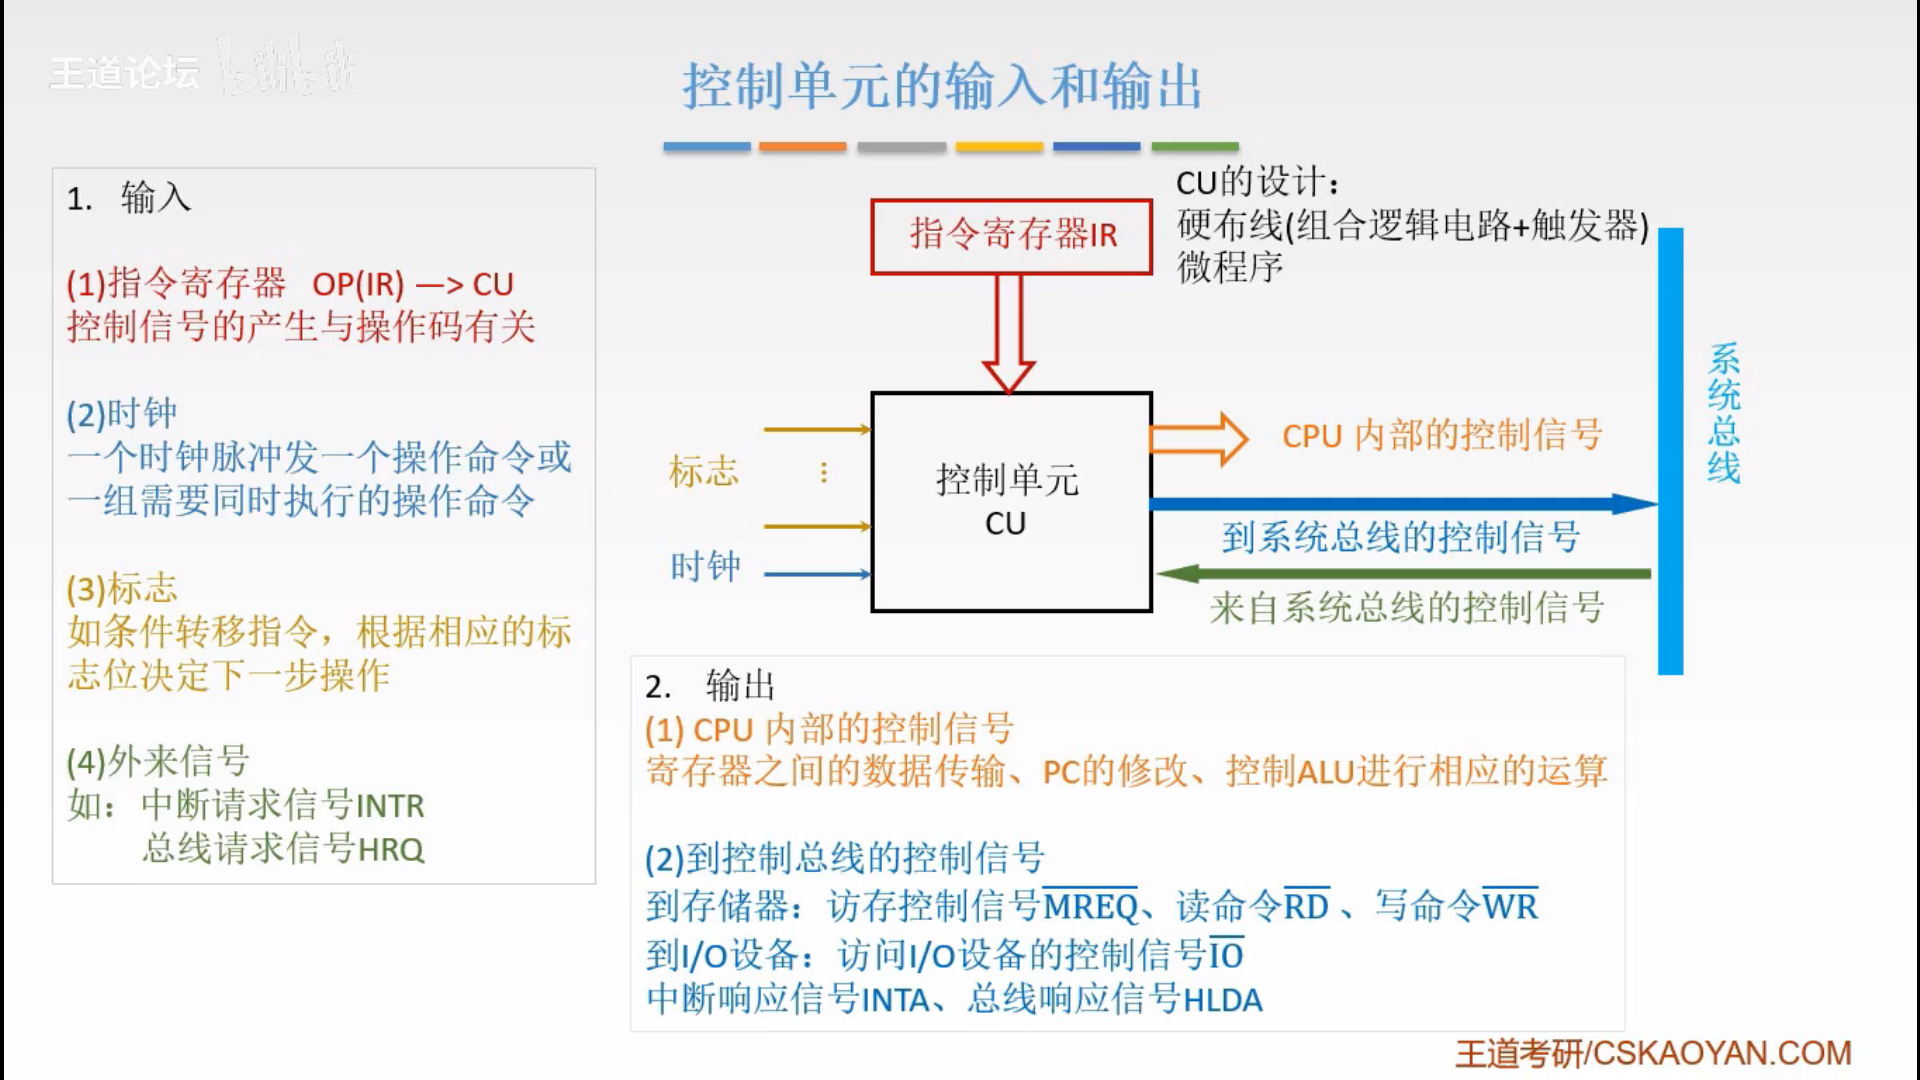 王道论坛 bilibili
控制单元的输入和输出
1. 输入
(1)指令寄存器 OP(IR) —> CU
控制信号的产生与操作码有关
(2)时钟
一个时钟脉冲发一个操作命令或
一组需要同时执行的操作命令
(3)标志
如条件转移指令，根据相应的标
志位决定下一步操作
(4)外来信号
如：中断请求信号INTR
总线请求信号HRQ
CU的设计：
硬布线(组合逻辑电路+触发器)
微程序
指令寄存器IR
标志
⋮
时钟
控制单元
CU
CPU 内部的控制信号
到系统总线的控制信号
来自系统总线的控制信号
系统总线
2. 输出
(1) CPU 内部的控制信号
寄存器之间的数据传输、PC的修改、控制ALU进行相应的运算
(2)到控制总线的控制信号
到存储器：访存控制信号M̅R̅E̅Q̅、读命令R̅D̅ 、写命令W̅R̅
到I/O设备：访问I/O设备的控制信号I̅O̅
中断响应信号INTA、总线响应信号HLDA
王道考研/CSKAOYAN.COM